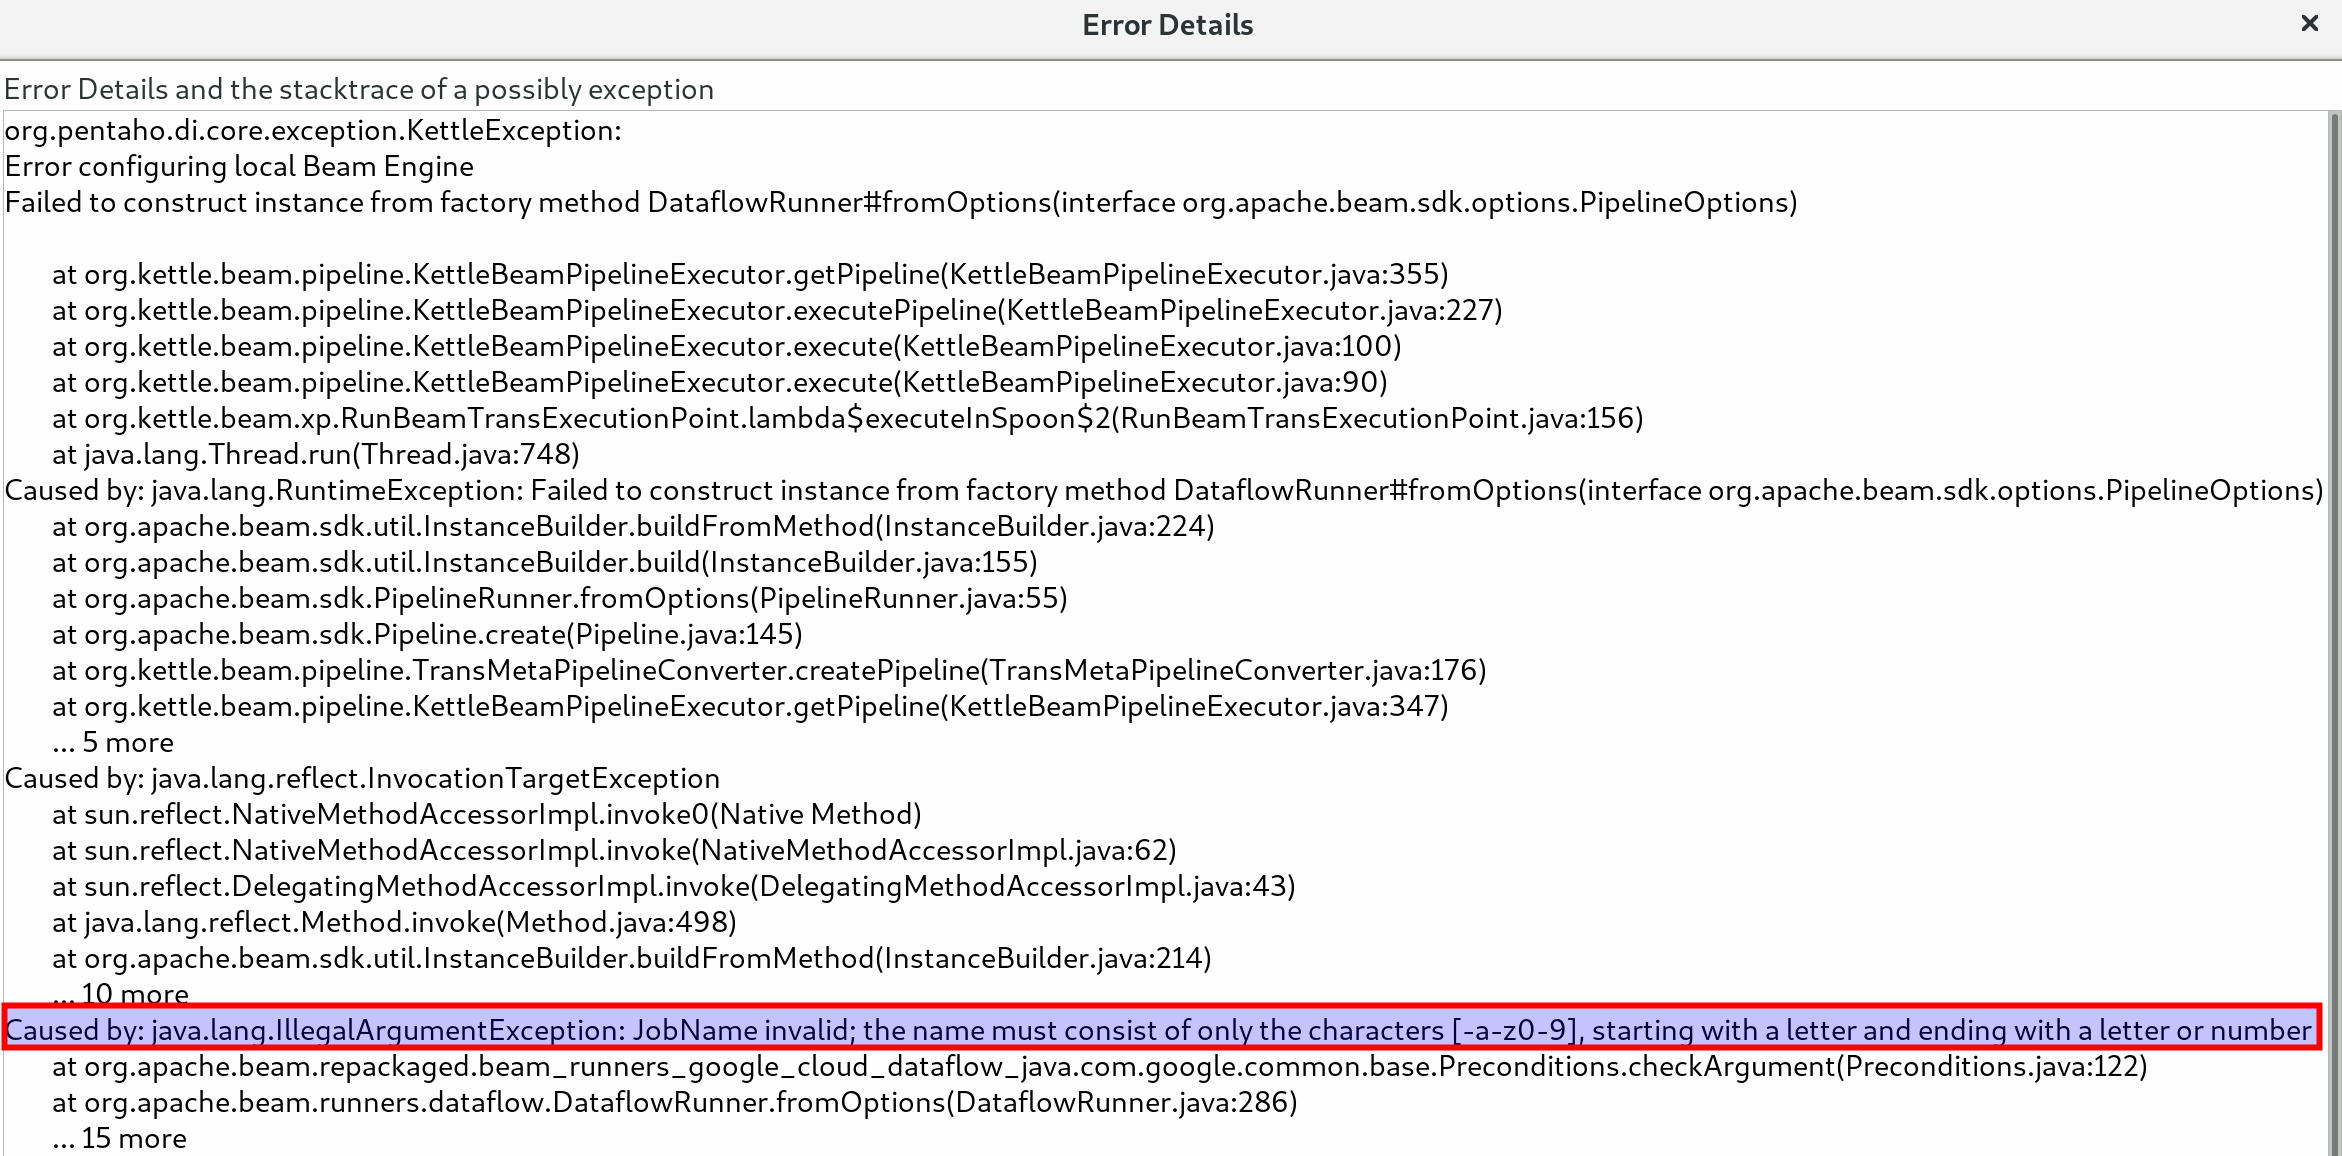 Error Details
Error Details and the stacktrace of a possibly exception
org.pentaho.di.core.exception.KettleException:
Error configuring local Beam Engine
Failed to construct instance from factory method DataflowRunner#fromOptions(interface org.apache.beam.sdk.options.PipelineOptions)
at org.kettle.beam.pipeline.KettleBeamPipelineExecutor.getPipeline(KettleBeamPipelineExecutor.java:355)
at org.kettle.beam.pipeline.KettleBeamPipelineExecutor.executePipeline(KettleBeamPipelineExecutor.java:227)
at org.kettle.beam.pipeline.KettleBeamPipelineExecutor.execute(KettleBeamPipelineExecutor.java:100)
at org.kettle.beam.pipeline.KettleBeamPipelineExecutor.execute(KettleBeamPipelineExecutor.java:90)
at org.kettle.beam.xp.RunBeamTransExecutionPoint.lambda$executeInSpoon$2(RunBeamTransExecutionPoint.java:156)
at java.lang.Thread.run(Thread.java:748)
Caused by: java.lang.RuntimeException: Failed to construct instance from factory method DataflowRunner#fromOptions(interface org.apache.beam.sdk.options.PipelineOptions)
at org.apache.beam.sdk.util.InstanceBuilder.buildFromMethod(InstanceBuilder.java:224)
at org.apache.beam.sdk.util.InstanceBuilder.build(InstanceBuilder.java:155)
at org.apache.beam.sdk.PipelineRunner.fromOptions(PipelineRunner.java:55)
at org.apache.beam.sdk.Pipeline.create(Pipeline.java:145)
at org.kettle.beam.pipeline.TransMetaPipelineConverter.createPipeline(TransMetaPipelineConverter.java:176)
at org.kettle.beam.pipeline.KettleBeamPipelineExecutor.getPipeline(KettleBeamPipelineExecutor.java:347)
... 5 more
Caused by: java.lang.reflect.InvocationTargetException
at sun.reflect.NativeMethodAccessorImpl.invoke0(Native Method)
at sun.reflect.NativeMethodAccessorImpl.invoke(NativeMethodAccessorImpl.java:62)
at sun.reflect.DelegatingMethodAccessorImpl.invoke(DelegatingMethodAccessorImpl.java:43)
at java.lang.reflect.Method.invoke(Method.java:498)
at org.apache.beam.sdk.util.InstanceBuilder.buildFromMethod(InstanceBuilder.java:214)
... 10 more
Caused by: java.lang.IllegalArgumentException: JobName invalid; the name must consist of only the characters [-a-z0-9], starting with a letter and ending with a letter or number
at org.apache.beam.repackaged.beam_runners_google_cloud_dataflow_java.com.google.common.base.Preconditions.checkArgument(Preconditions.java:122)
at org.apache.beam.runners.dataflow.DataflowRunner.fromOptions(DataflowRunner.java:286)
... 15 more